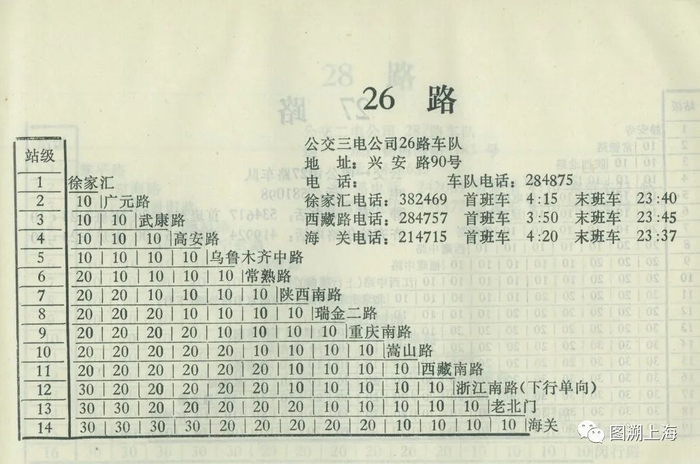 26 路
公交三电公司26路车队
地 址：兴 安 路90号
电 话： 车队电话：284875
徐家汇电话：382469 首班车 4:15 末班车 23:40
西藏路电话：284757 首班车 3:50 末班车 23:45
海 关电话：214715 首班车 4:20 末班车 23:37
站级
1 徐家汇
2 10 广元路
3 10 10 武康路
4 10 10 10 高安路
5 10 10 10 10 乌鲁木齐中路
6 20 10 10 10 10 常熟路
7 20 20 10 10 10 10 陕西南路
8 20 20 20 10 10 10 10 瑞金二路
9 20 20 20 20 10 10 10 10 重庆南路
10 20 20 20 20 20 10 10 10 10 嵩山路
11 20 20 20 20 20 20 10 10 10 10 西藏南路
12 30 20 20 20 20 20 20 10 10 10 10 浙江南路(下行单向)
13 30 30 20 20 20 20 20 10 10 10 10 10 老北门
14 30 30 30 20 20 20 20 20 20 10 10 10 10 海关
图溯上海